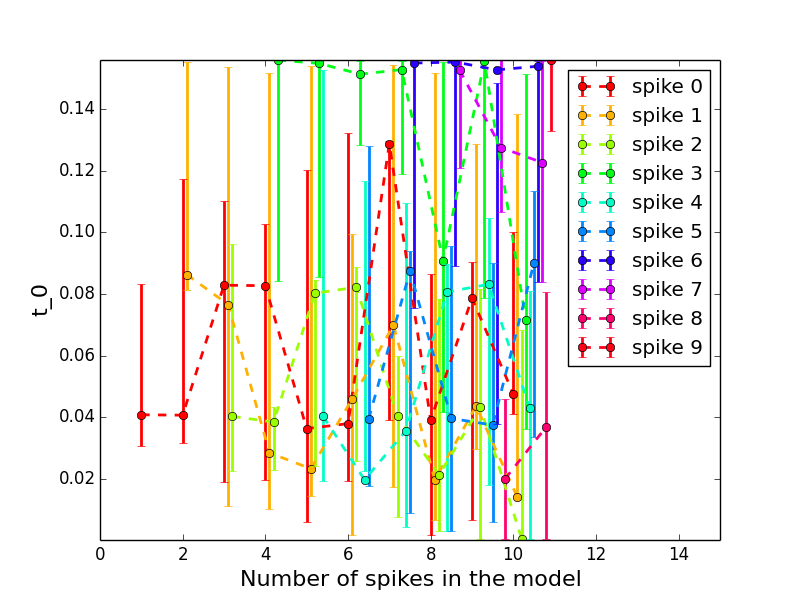 0.14
0.12
0.10
0.08
0.06
0.04
0.02
t_0
0 2 4 6 8 10 12 14
Number of spikes in the model
spike 0
spike 1
spike 2
spike 3
spike 4
spike 5
spike 6
spike 7
spike 8
spike 9